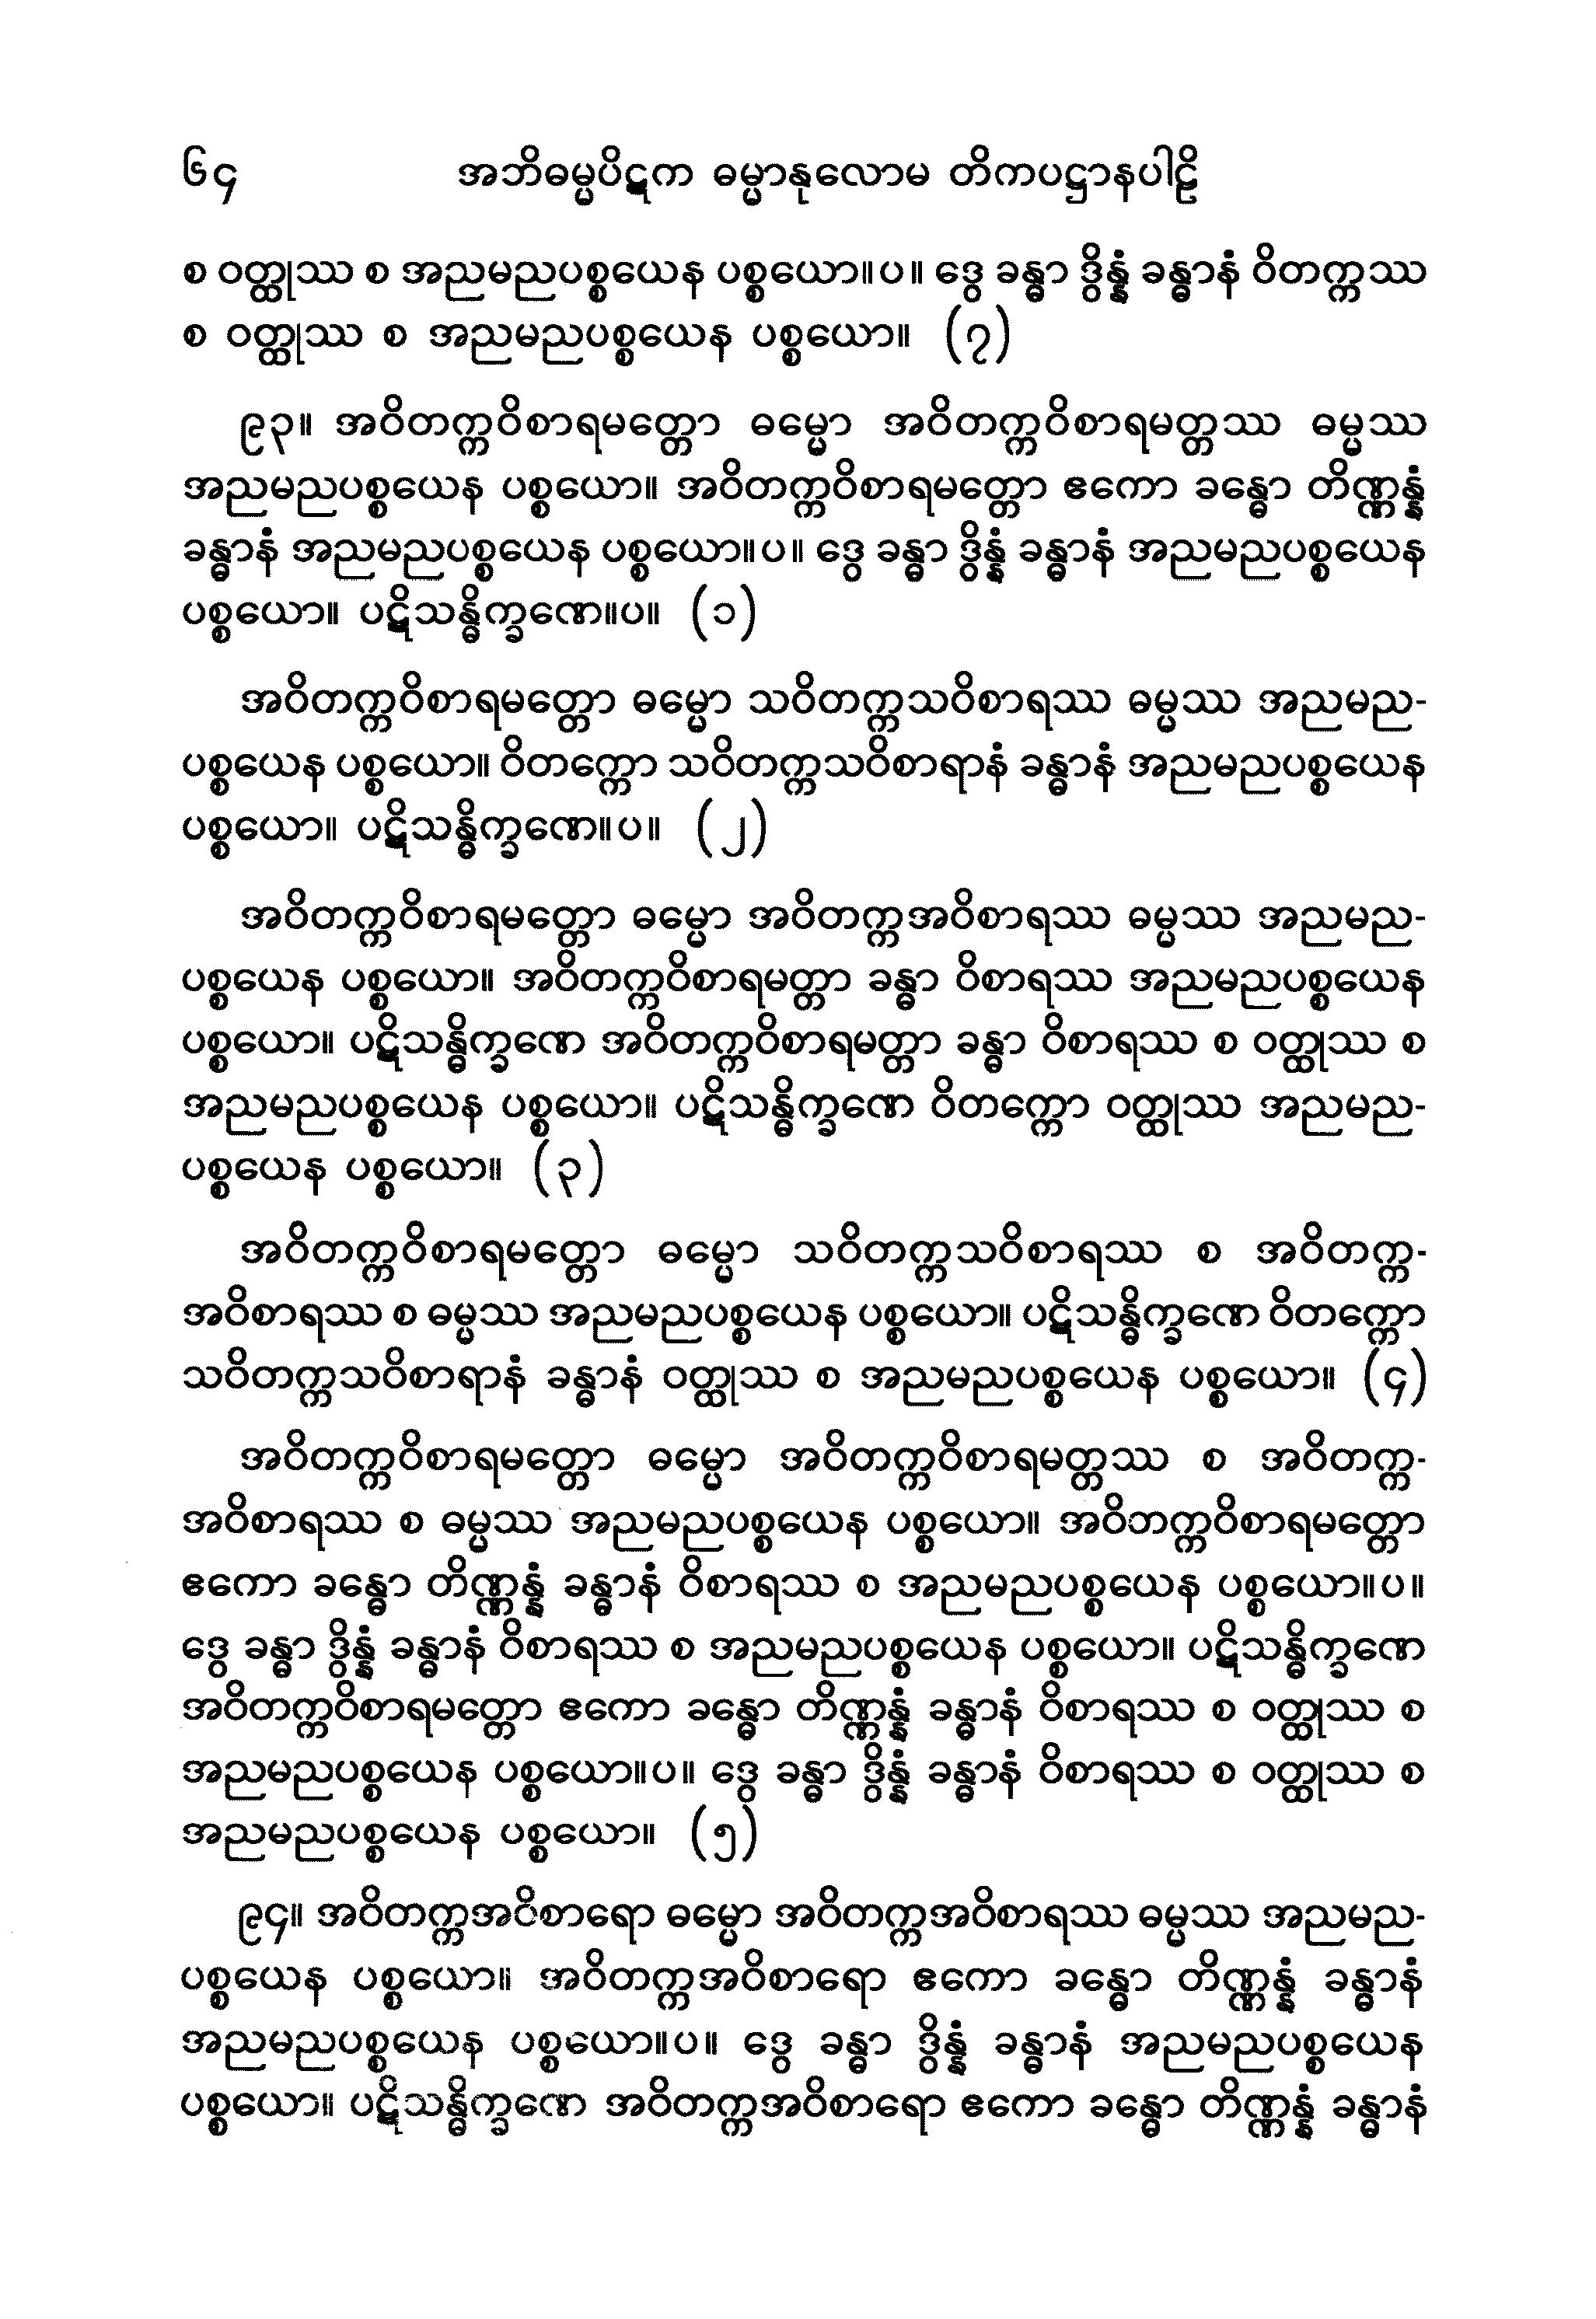 ၆၄ အဘိဓမ္မပိဋက ဓမ္မာနုလောမ တိကပဋ္ဌာနပါဠိ
စ ဝတ္ထုဿ စ အညမညပစ္စယေန ပစ္စယော။ပ။ ဒွေ ခန္ဓာ ဒွိန္နံ ခန္ဓာနံ ဝိတက္ကဿ
စ ဝတ္ထုဿ စ အညမညပစ္စယေန ပစ္စယော။ (၇)
၉၃။ အဝိတက္ကဝိစာရမတ္တော ဓမ္မော အဝိတက္ကဝိစာရမတ္တဿ ဓမ္မဿ
အညမညပစ္စယေန ပစ္စယော။ အဝိတက္ကဝိစာရမတ္တော ဧကော ခန္ဓော တိဏ္ဏန္နံ
ခန္ဓာနံ အညမညပစ္စယေန ပစ္စယော။ပ။ ဒွေ ခန္ဓာ ဒွိန္နံ ခန္ဓာနံ အညမညပစ္စယေန
ပစ္စယော။ ပဋိသန္ဓိက္ခဏေ။ပ။ (၁)
အဝိတက္ကဝိစာရမတ္တော ဓမ္မော သဝိတက္ကသဝိစာရဿ ဓမ္မဿ အညမည-
ပစ္စယေန ပစ္စယော။ ဝိတက္ကော သဝိတက္ကသဝိစာရာနံ ခန္ဓာနံ အညမညပစ္စယေန
ပစ္စယော။ ပဋိသန္ဓိက္ခဏေ။ပ။ (၂)
အဝိတက္ကဝိစာရမတ္တော ဓမ္မော အဝိတက္ကအဝိစာရဿ ဓမ္မဿ အညမည-
ပစ္စယေန ပစ္စယော။ အဝိတက္ကဝိစာရမတ္တာ ခန္ဓာ ဝိစာရဿ အညမညပစ္စယေန
ပစ္စယော။ ပဋိသန္ဓိက္ခဏေ အဝိတက္ကဝိစာရမတ္တာ ခန္ဓာ ဝိစာရဿ စ ဝတ္ထုဿ စ
အညမညပစ္စယေန ပစ္စယော။ ပဋိသန္ဓိက္ခဏေ ဝိတက္ကော ဝတ္ထုဿ အညမည-
ပစ္စယေန ပစ္စယော။ (၃)
အဝိတက္ကဝိစာရမတ္တော ဓမ္မော သဝိတက္ကသဝိစာရဿ စ အဝိတက္က-
အဝိစာရဿ စ ဓမ္မဿ အညမညပစ္စယေန ပစ္စယော။ ပဋိသန္ဓိက္ခဏေ ဝိတက္ကော
သဝိတက္ကသဝိစာရာနံ ခန္ဓာနံ ဝတ္ထုဿ စ အညမညပစ္စယေန ပစ္စယော။ (၄)
အဝိတက္ကဝိစာရမတ္တော ဓမ္မော အဝိတက္ကဝိစာရမတ္တဿ စ အဝိတက္က-
အဝိစာရဿ စ ဓမ္မဿ အညမညပစ္စယေန ပစ္စယော။ အဝိဘက္ကဝိစာရမတ္တော
ဧကော ခန္ဓော တိဏ္ဏန္နံ ခန္ဓာနံ ဝိစာရဿ စ အညမညပစ္စယေန ပစ္စယော။ပ။
ဒွေ ခန္ဓာ ဒွိန္နံ ခန္ဓာနံ ဝိစာရဿ စ အညမညပစ္စယေန ပစ္စယော။ ပဋိသန္ဓိက္ခဏေ
အဝိတက္ကဝိစာရမတ္တော ဧကော ခန္ဓော တိဏ္ဏန္နံ ခန္ဓာနံ ဝိစာရဿ စ ဝတ္ထုဿ စ
အညမညပစ္စယေန ပစ္စယော။ပ။ ဒွေ ခန္ဓာ ဒွိန္နံ ခန္ဓာနံ ဝိစာရဿ စ ဝတ္ထုဿ စ
အညမညပစ္စယေန ပစ္စယော။ (၅)
၉၄။ အဝိတက္ကအဝိစာရော ဓမ္မော အဝိတက္ကအဝိစာရဿ ဓမ္မဿ အညမည-
ပစ္စယေန ပစ္စယော။ အဝိတက္ကအဝိစာရော ဧကော ခန္ဓော တိဏ္ဏန္နံ ခန္ဓာနံ
အညမညပစ္စယေန ပစ္စယော။ပ။ ဒွေ ခန္ဓာ ဒွိန္နံ ခန္ဓာနံ အညမညပစ္စယေန
ပစ္စယော။ ပဋိသန္ဓိက္ခဏေ အဝိတက္ကအဝိစာရော ဧကော ခန္ဓော တိဏ္ဏန္နံ ခန္ဓာနံ